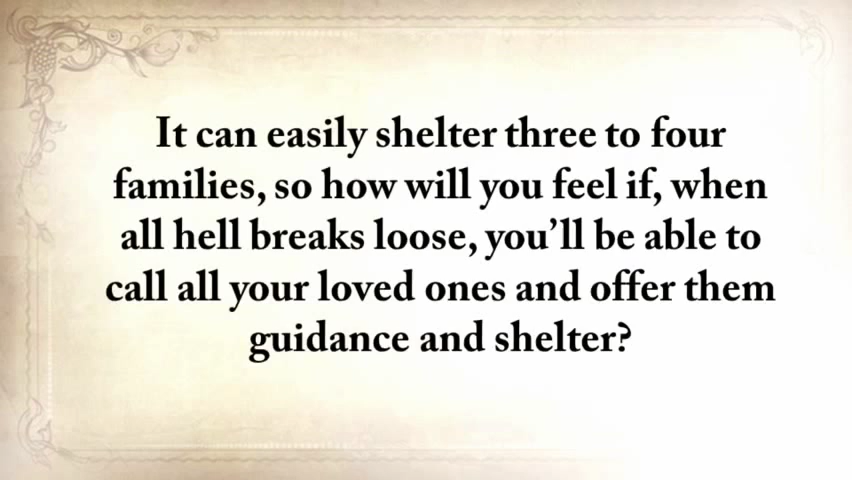 It can easily shelter three to four
families, so how will you feel if, when
all hell breaks loose, you’ll be able to
call all your loved ones and offer them
guidance and shelter?